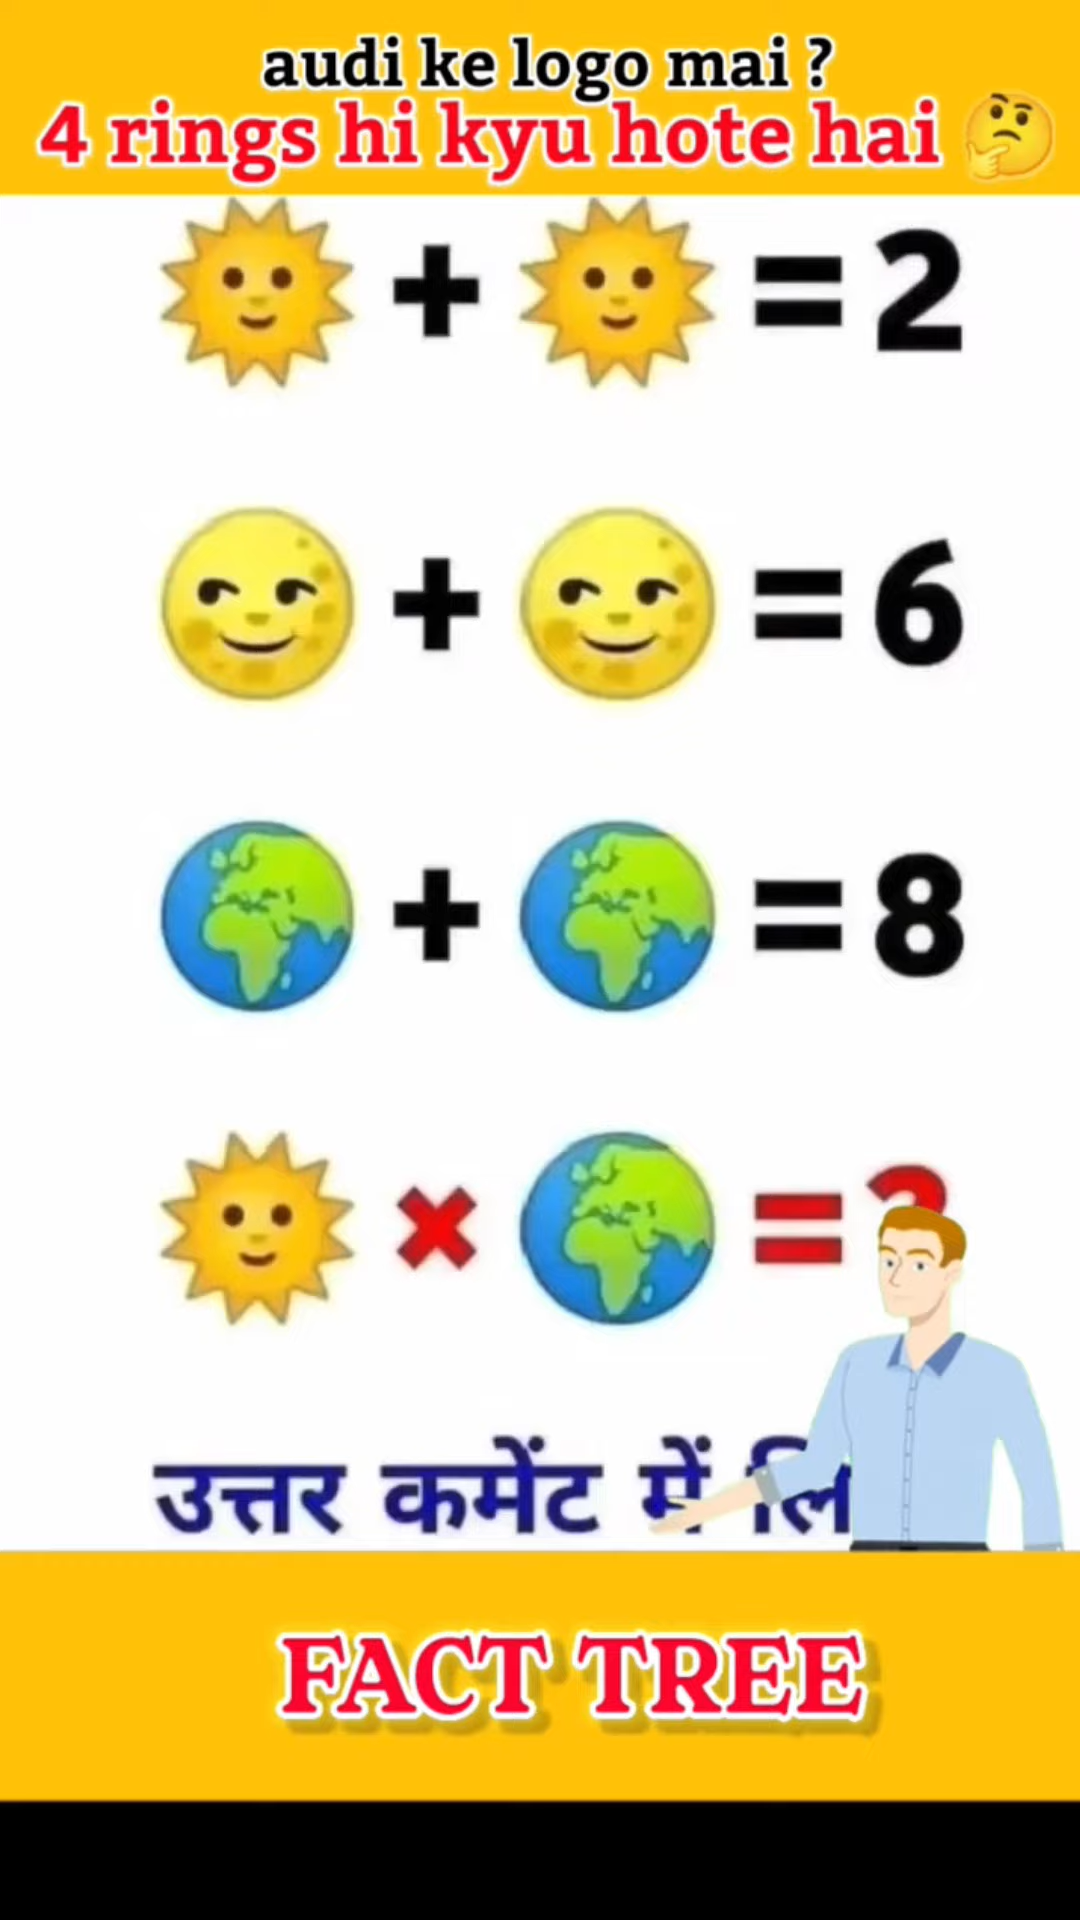 audi ke logo mai ?
4 rings hi kyu hote hai
+ = 2
+ = 6
+ = 8
× = ?
उत्तर कमेंट में
FACT TREE